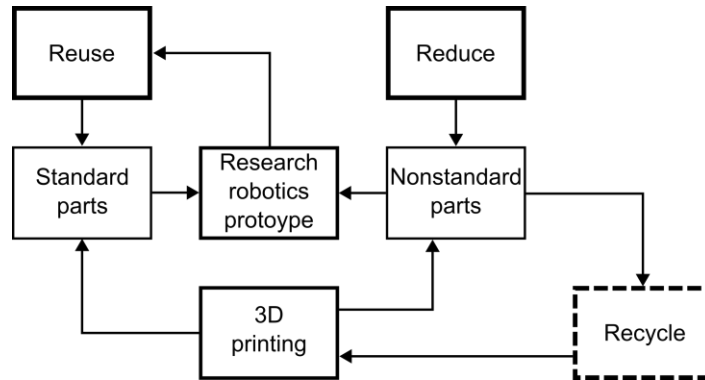 Reuse
Reduce
Standard
parts
Research
robotics
protoype
Nonstandard
parts
3D
printing
Recycle